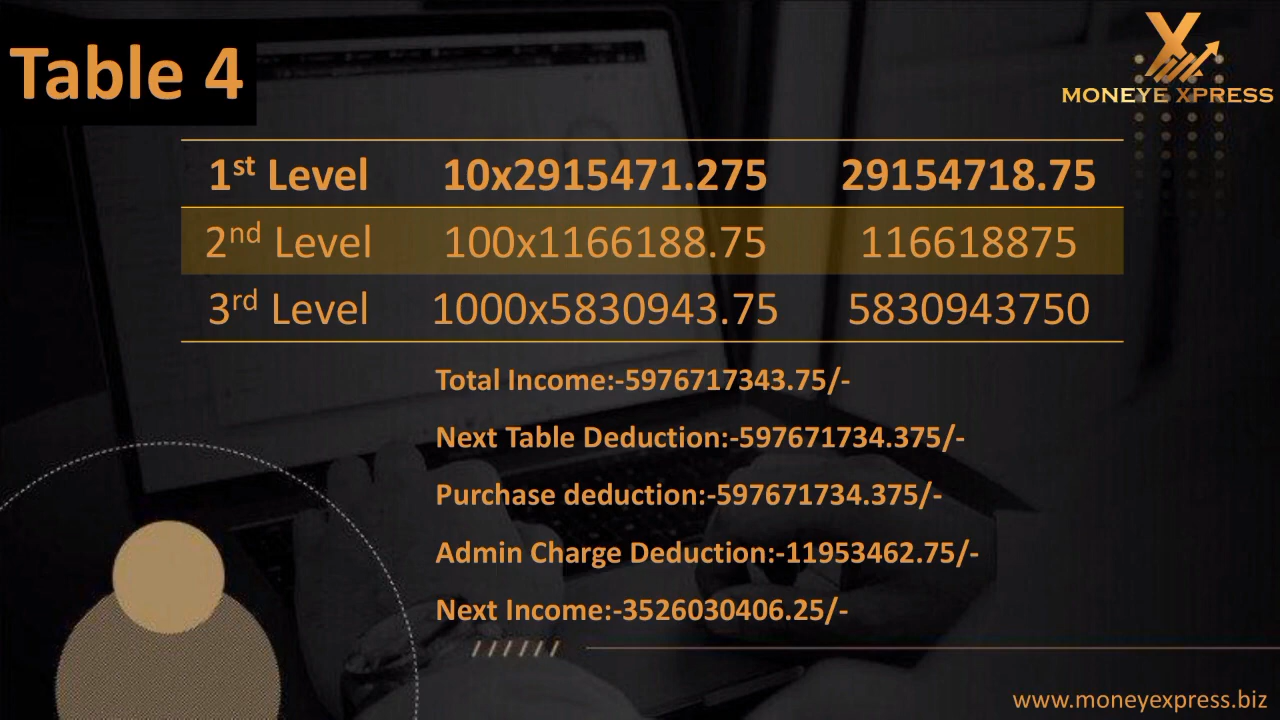 Table 4
MONEYE XPRESS
1st Level 10x2915471.275 29154718.75
2nd Level 100x1166188.75 116618875
3rd Level 1000x5830943.75 5830943750
Total Income:-5976717343.75/-
Next Table Deduction:-597671734.375/-
Purchase deduction:-597671734.375/-
Admin Charge Deduction:-11953462.75/-
Next Income:-3526030406.25/-
www.moneyexpress.biz